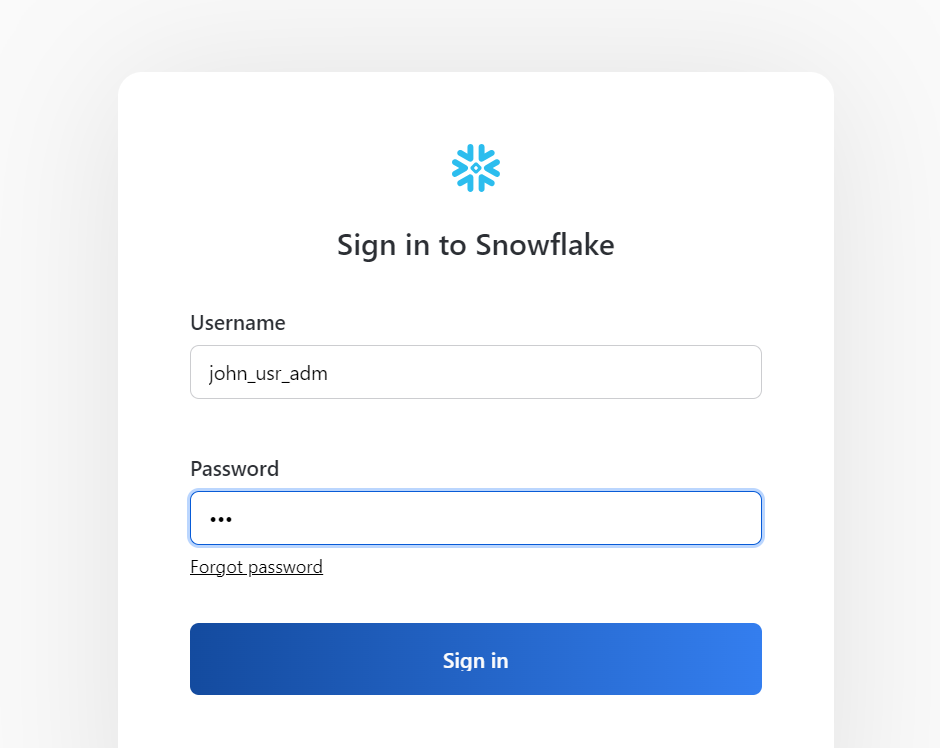 Sign in to Snowflake
Username
john_usr_adm
Password
•••
Forgot password
Sign in